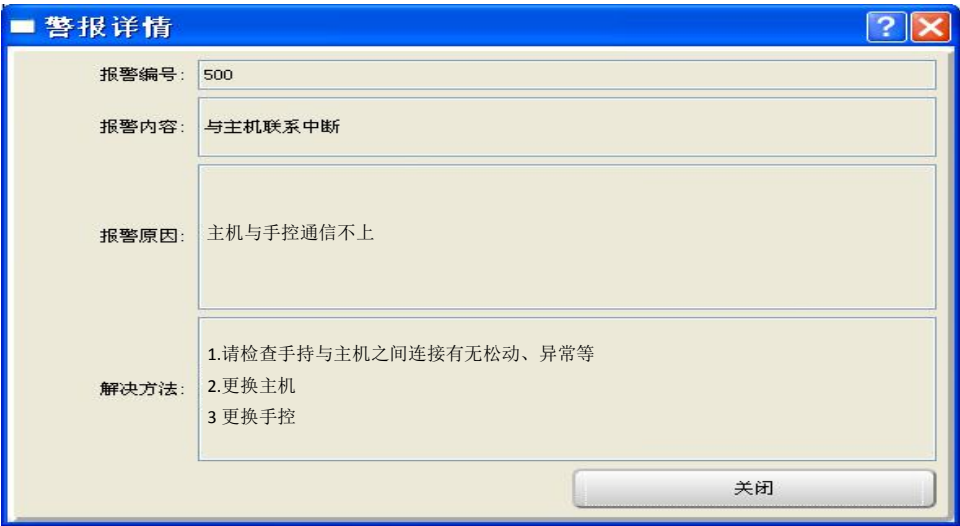 警报详情
报警编号: 500
报警内容: 与主机联系中断
报警原因: 主机与手控通信不上
解决方法:
1.请检查手持与主机之间连接有无松动、异常等
2.更换主机
3 更换手控
关闭